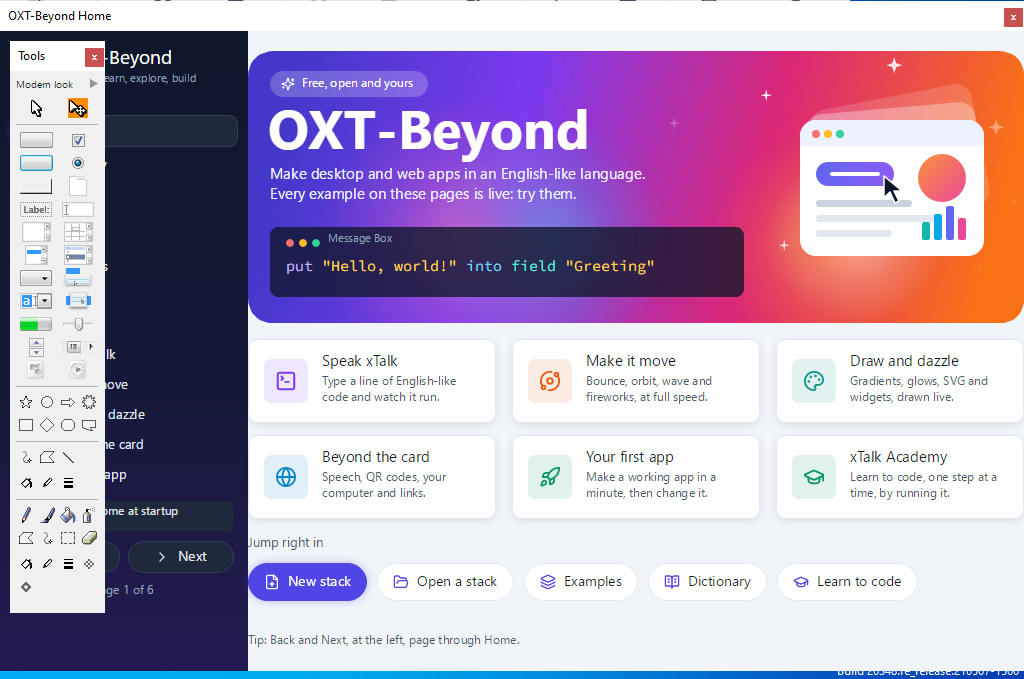 OXT-Beyond Home
x
Tools
x
Modern look
Label:
-Beyond
earn, explore, build
lk
ove
dazzle
e card
app
ome at startup
Next
ge 1 of 6
Free, open and yours
OXT-Beyond
Make desktop and web apps in an English-like language.
Every example on these pages is live: try them.
Message Box
put "Hello, world!" into field "Greeting"
Speak xTalk
Type a line of English-like
code and watch it run.
Make it move
Bounce, orbit, wave and
fireworks, at full speed.
Draw and dazzle
Gradients, glows, SVG and
widgets, drawn live.
Beyond the card
Speech, QR codes, your
computer and links.
Your first app
Make a working app in a
minute, then change it.
xTalk Academy
Learn to code, one step at a
time, by running it.
Jump right in
New stack
Open a stack
Examples
Dictionary
Learn to code
Tip: Back and Next, at the left, page through Home.